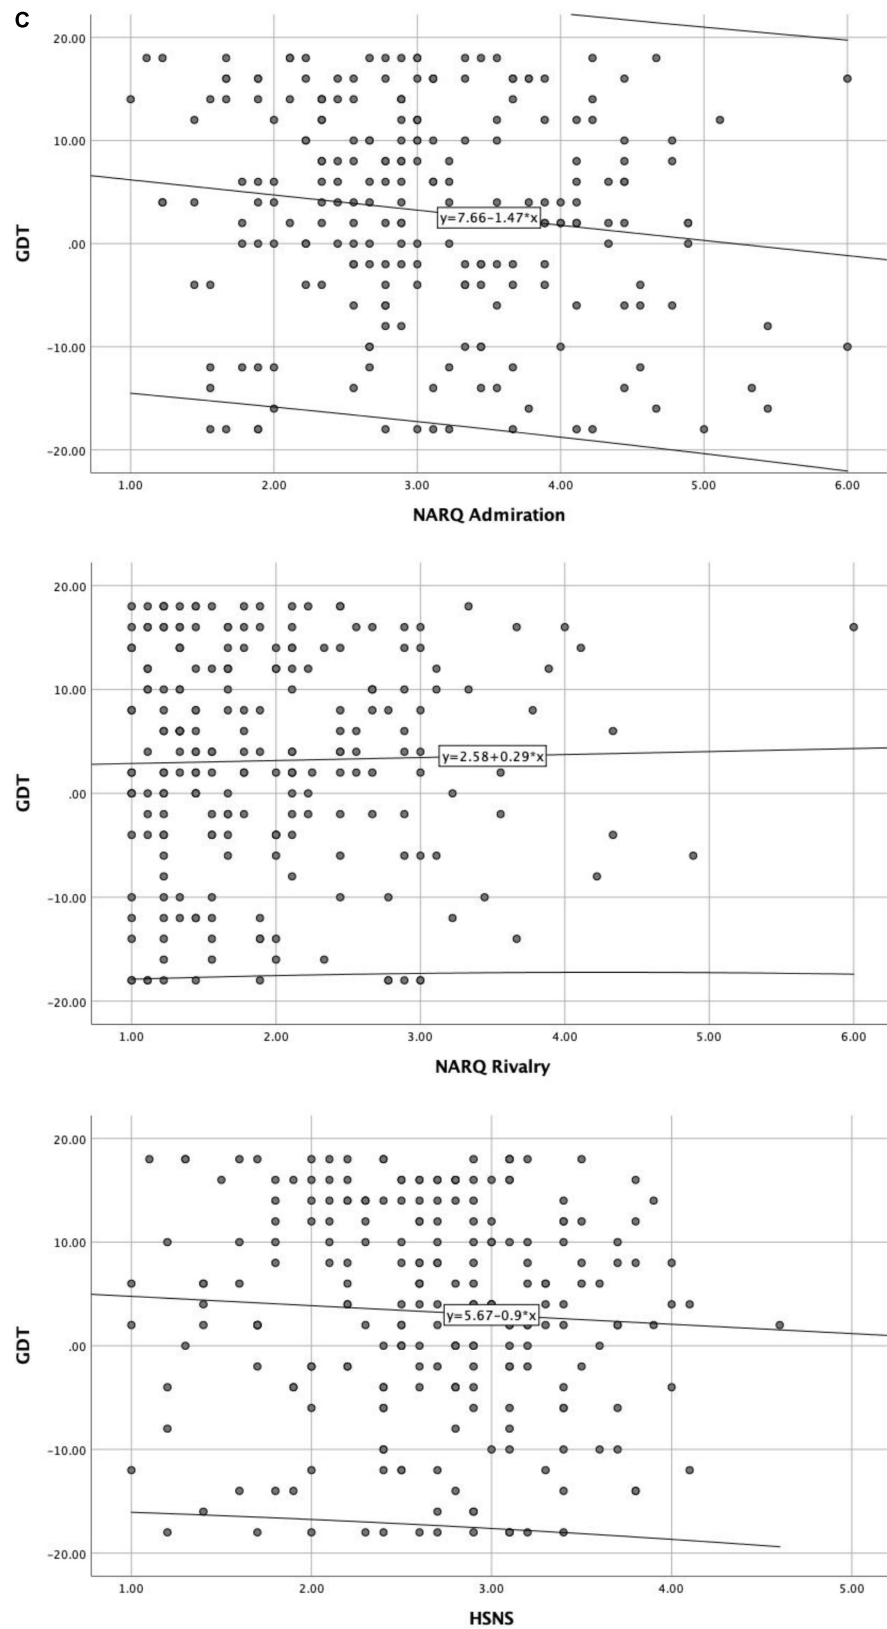 C
20.00
10.00
.00
−10.00
−20.00
GDT
y=7.66−1.47*x
1.00 2.00 3.00 4.00 5.00 6.00
NARQ Admiration
20.00
10.00
.00
−10.00
−20.00
GDT
y=2.58+0.29*x
1.00 2.00 3.00 4.00 5.00 6.00
NARQ Rivalry
20.00
10.00
.00
−10.00
−20.00
GDT
y=5.67−0.9*x
1.00 2.00 3.00 4.00 5.00
HSNS